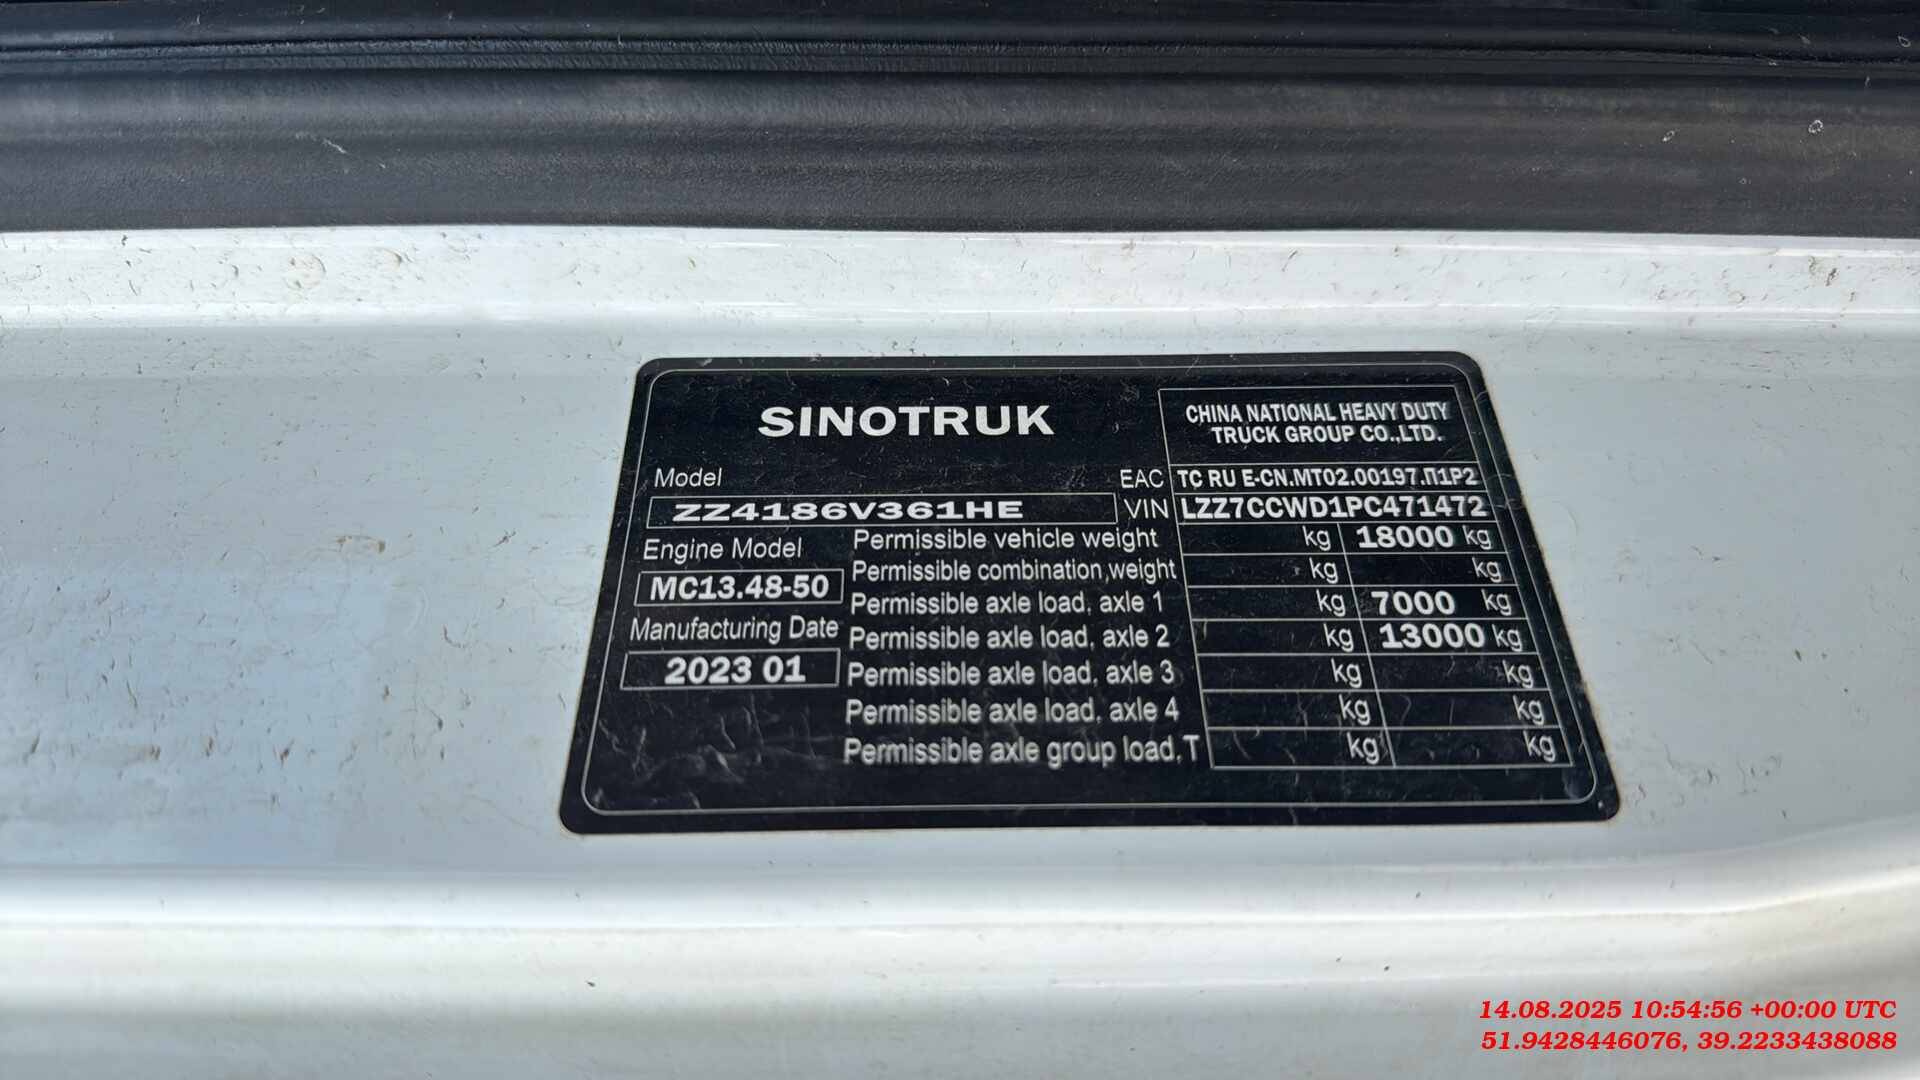 SINOTRUK
CHINA NATIONAL HEAVY DUTY
TRUCK GROUP CO.,LTD.
Model
EAC TC RU E-CN.MT02.00197.П1P2
ZZ4186V361HE
VIN LZZ7CCWD1PC471472
Engine Model
MC13.48-50
Manufacturing Date
2023 01
Permissible vehicle weight kg 18000 kg
Permissible combination,weight kg kg
Permissible axle load, axle 1 kg 7000 kg
Permissible axle load, axle 2 kg 13000 kg
Permissible axle load, axle 3 kg kg
Permissible axle load, axle 4 kg kg
Permissible axle group load,T kg kg
14.08.2025 10:54:56 +00:00 UTC
51.9428446076, 39.2233438088